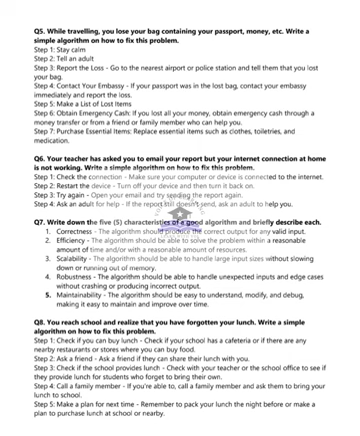 Q5. While travelling, you lose your bag containing your passport, money, etc. Write a
simple algorithm on how to fix this problem.
Step 1: Stay calm
Step 2: Tell an adult
Step 3: Report the Loss - Go to the nearest airport or police station and tell them that you lost
your bag.
Step 4: Contact Your Embassy - If your passport was in the lost bag, contact your embassy
immediately and report the loss.
Step 5: Make a List of Lost Items
Step 6: Obtain Emergency Cash: If you lost all your money, obtain emergency cash through a
money transfer or from a friend or family member who can help you.
Step 7: Purchase Essential Items: Replace essential items such as clothes, toiletries, and
medication.
Q6. Your teacher has asked you to email your report but your internet connection at home
is not working. Write a simple algorithm on how to fix this problem.
Step 1: Check the connection - Make sure your computer or device is connected to the internet.
Step 2: Restart the device - Turn off your device and then turn it back on.
Step 3: Try again - Open your email and try sending the report again.
Step 4: Ask an adult for help - If the report still doesn't send, ask an adult to help you.
Q7. Write down the five (5) characteristics of a good algorithm and briefly describe each.
1. Correctness - The algorithm should produce the correct output for any valid input.
2. Efficiency - The algorithm should be able to solve the problem within a reasonable
amount of time and/or with a reasonable amount of resources.
3. Scalability - The algorithm should be able to handle large input sizes without slowing
down or running out of memory.
4. Robustness - The algorithm should be able to handle unexpected inputs and edge cases
without crashing or producing incorrect output.
5. Maintainability - The algorithm should be easy to understand, modify, and debug,
making it easy to maintain and improve over time.
Q8. You reach school and realize that you have forgotten your lunch. Write a simple
algorithm on how to fix this problem.
Step 1: Check if you can buy lunch - Check if your school has a cafeteria or if there are any
nearby restaurants or stores where you can buy food.
Step 2: Ask a friend - Ask a friend if they can share their lunch with you.
Step 3: Check if the school provides lunch - Check with your teacher or the school office to see if
they provide lunch for students who forget to bring their own.
Step 4: Call a family member - If you're able to, call a family member and ask them to bring your
lunch to school.
Step 5: Make a plan for next time - Remember to pack your lunch the night before or make a
plan to purchase lunch at school or nearby.